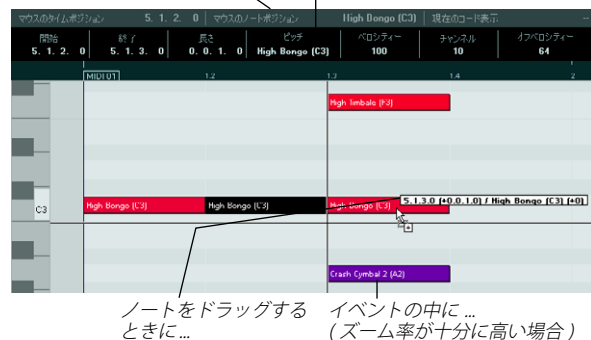 マウスのタイムポジション 5. 1. 2. 0 マウスのノートポジション High Bongo (C3) 現在のコード表示 --
開始 終了 長さ ピッチ ベロシティー チャンネル オフベロシティー
5. 1. 2. 0 5. 1. 3. 0 0. 0. 1. 0 High Bongo (C3) 100 10 64
MIDI 01 1.2 1.3 1.4 2
High Timbale (F3)
C3 High Bongo (C3) High Bongo (C3) High Bongo (C3) 5.1.3.0 (+0.0.1.0) / High Bongo (C3) (+0)
Crash Cymbal 2 (A2)
ノートをドラッグする イベントの中に ...
ときに ... ( ズーム率が十分に高い場合 )